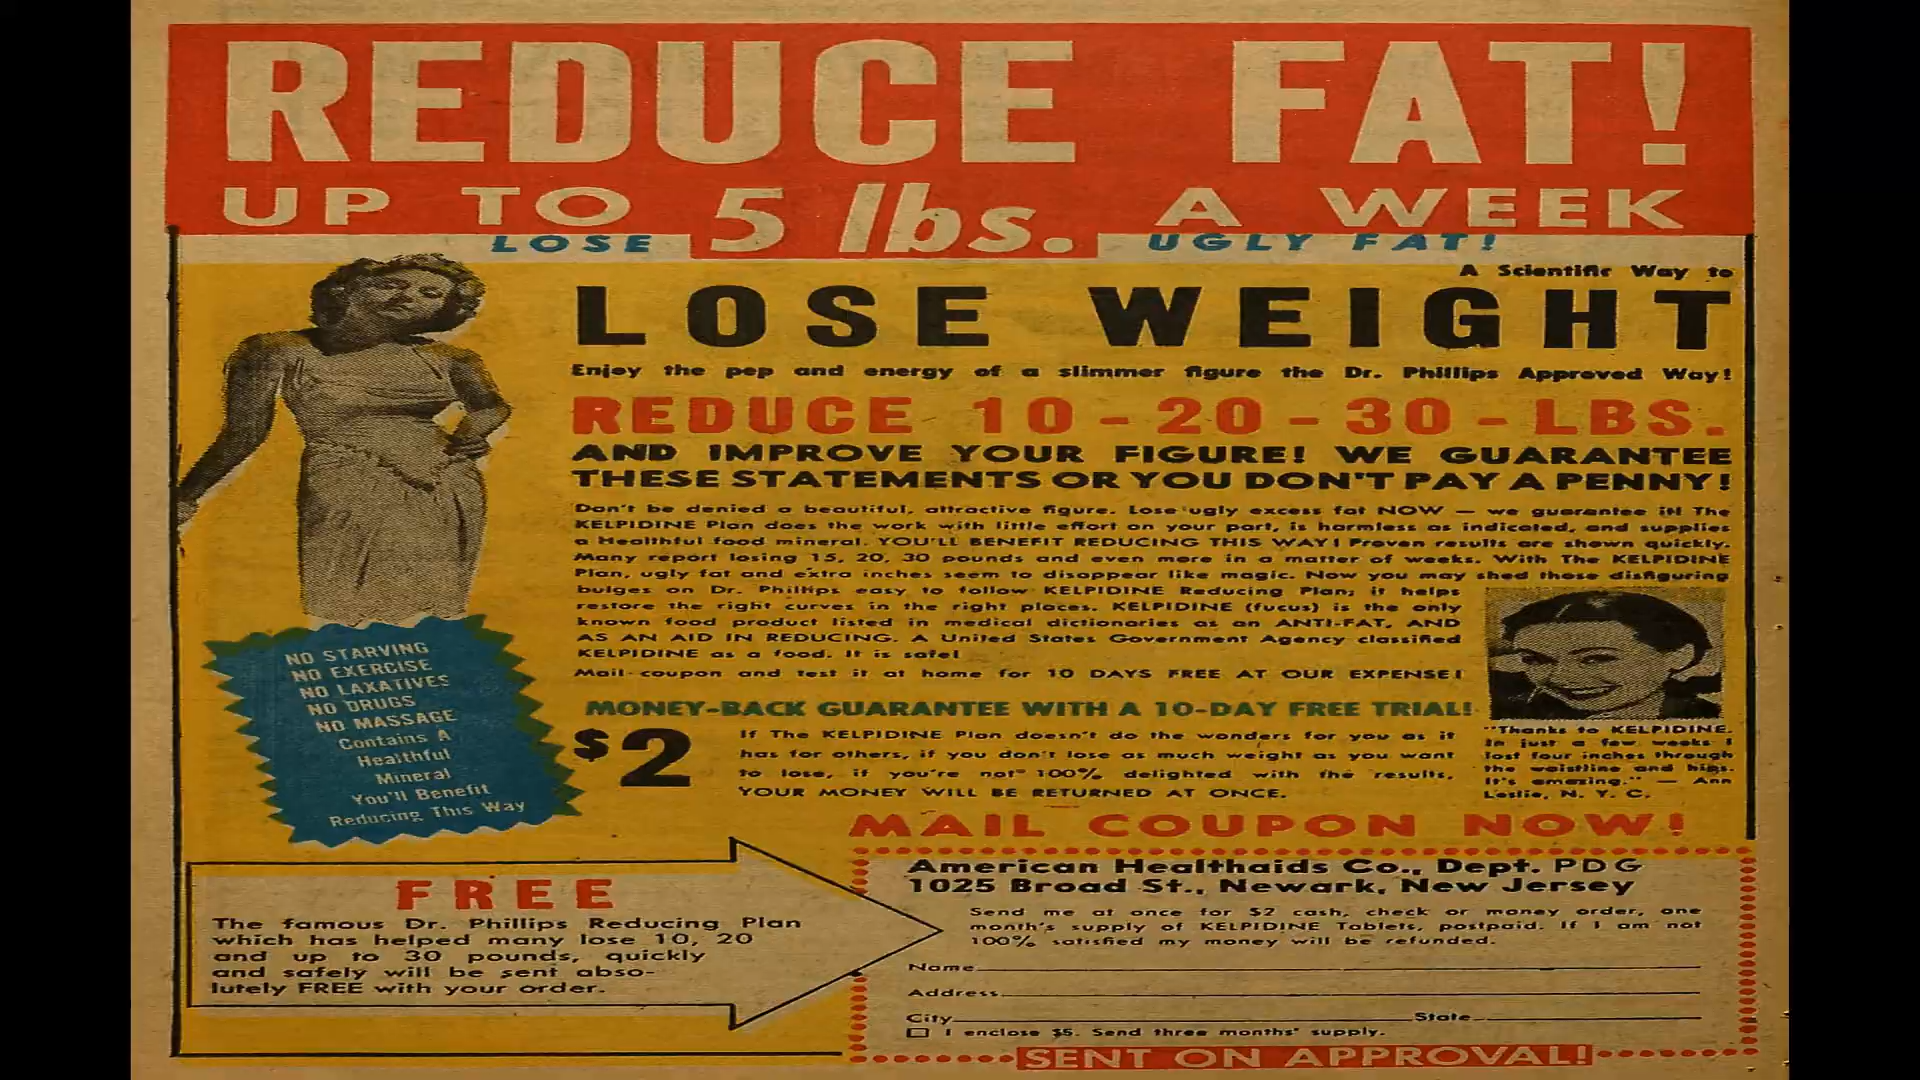 REDUCE FAT!
UP TO 5 lbs. A WEEK
LOSE UGLY FAT!
A Scientific Way to
LOSE WEIGHT
Enjoy the pep and energy of a slimmer figure the Dr. Phillips Approved Way!
REDUCE 10 - 20 - 30 - LBS.
AND IMPROVE YOUR FIGURE! WE GUARANTEE
THESE STATEMENTS OR YOU DON'T PAY A PENNY!
Don't be denied a beautiful, attractive figure. Lose ugly excess fat NOW — we guarantee it! The
KELPIDINE Plan does the work with little effort on your part, is harmless as indicated, and supplies
a Healthful food mineral. YOU'LL BENEFIT REDUCING THIS WAY! Proven results are shown quickly.
Many report losing 15, 20, 30 pounds and even more in a matter of weeks. With The KELPIDINE
Plan, ugly fat and extra inches seem to disappear like magic. Now you may shed those disfiguring
bulges on Dr. Phillips easy to follow KELPIDINE Reducing Plan; it helps
restore the right curves in the right places. KELPIDINE (fucus) is the only
known food product listed in medical dictionaries as an ANTI-FAT, AND
AS AN AID IN REDUCING. A United States Government Agency classified
KELPIDINE as a food. It is safe!
Mail coupon and test it at home for 10 DAYS FREE AT OUR EXPENSE!
MONEY-BACK GUARANTEE WITH A 10-DAY FREE TRIAL!
$2
If The KELPIDINE Plan doesn't do the wonders for you as it
has for others, if you don't lose as much weight as you want
to lose, if you're not 100% delighted with the results,
YOUR MONEY WILL BE RETURNED AT ONCE.
"Thanks to KELPIDINE.
In just a few weeks I
lost four inches through
the waistline and hips.
It's amazing." — Ann
Leslie, N. Y. C.
NO STARVING
NO EXERCISE
NO LAXATIVES
NO DRUGS
NO MASSAGE
Contains A
Healthful
Mineral
You'll Benefit
Reducing This Way
MAIL COUPON NOW!
FREE
The famous Dr. Phillips Reducing Plan
which has helped many lose 10, 20
and up to 30 pounds, quickly
and safely will be sent abso-
lutely FREE with your order.
American Healthaids Co., Dept. PDG
1025 Broad St., Newark, New Jersey
Send me at once for $2 cash, check or money order, one
month's supply of KELPIDINE Tablets, postpaid. If I am not
100% satisfied my money will be refunded.
Name
Address
City State
I enclose $5. Send three months' supply.
SENT ON APPROVAL!